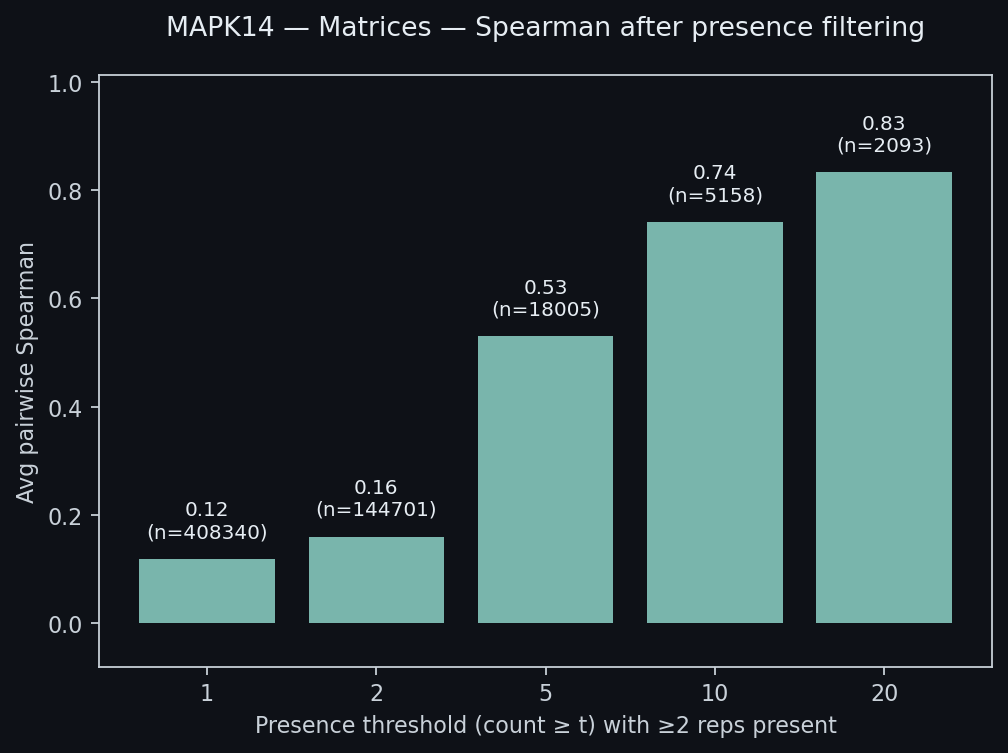 MAPK14 — Matrices — Spearman after presence filtering
Avg pairwise Spearman
1.0
0.8
0.6
0.4
0.2
0.0
0.12
(n=408340)
0.16
(n=144701)
0.53
(n=18005)
0.74
(n=5158)
0.83
(n=2093)
1
2
5
10
20
Presence threshold (count ≥ t) with ≥2 reps present